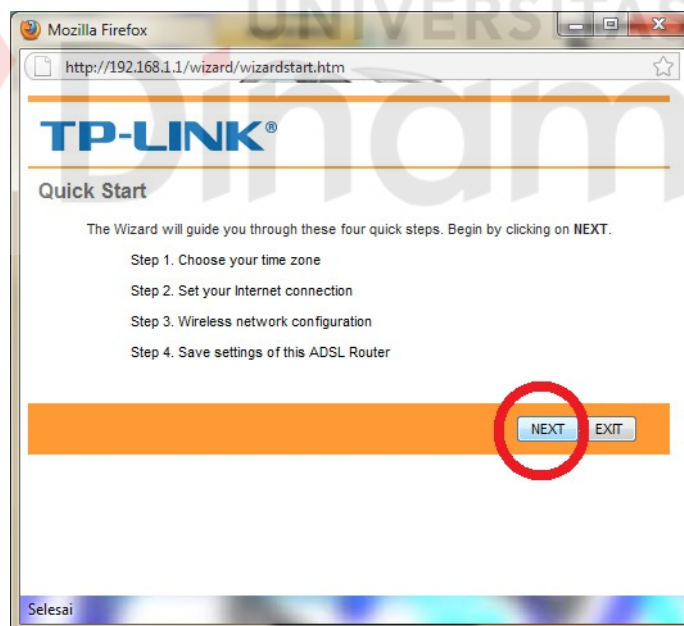 UNIVERSITAS
Mozilla Firefox
http://192.168.1.1/wizard/wizardstart.htm
Dinam
TP-LINK®
Quick Start
The Wizard will guide you through these four quick steps. Begin by clicking on NEXT.
Step 1. Choose your time zone
Step 2. Set your Internet connection
Step 3. Wireless network configuration
Step 4. Save settings of this ADSL Router
NEXT EXIT
Selesai